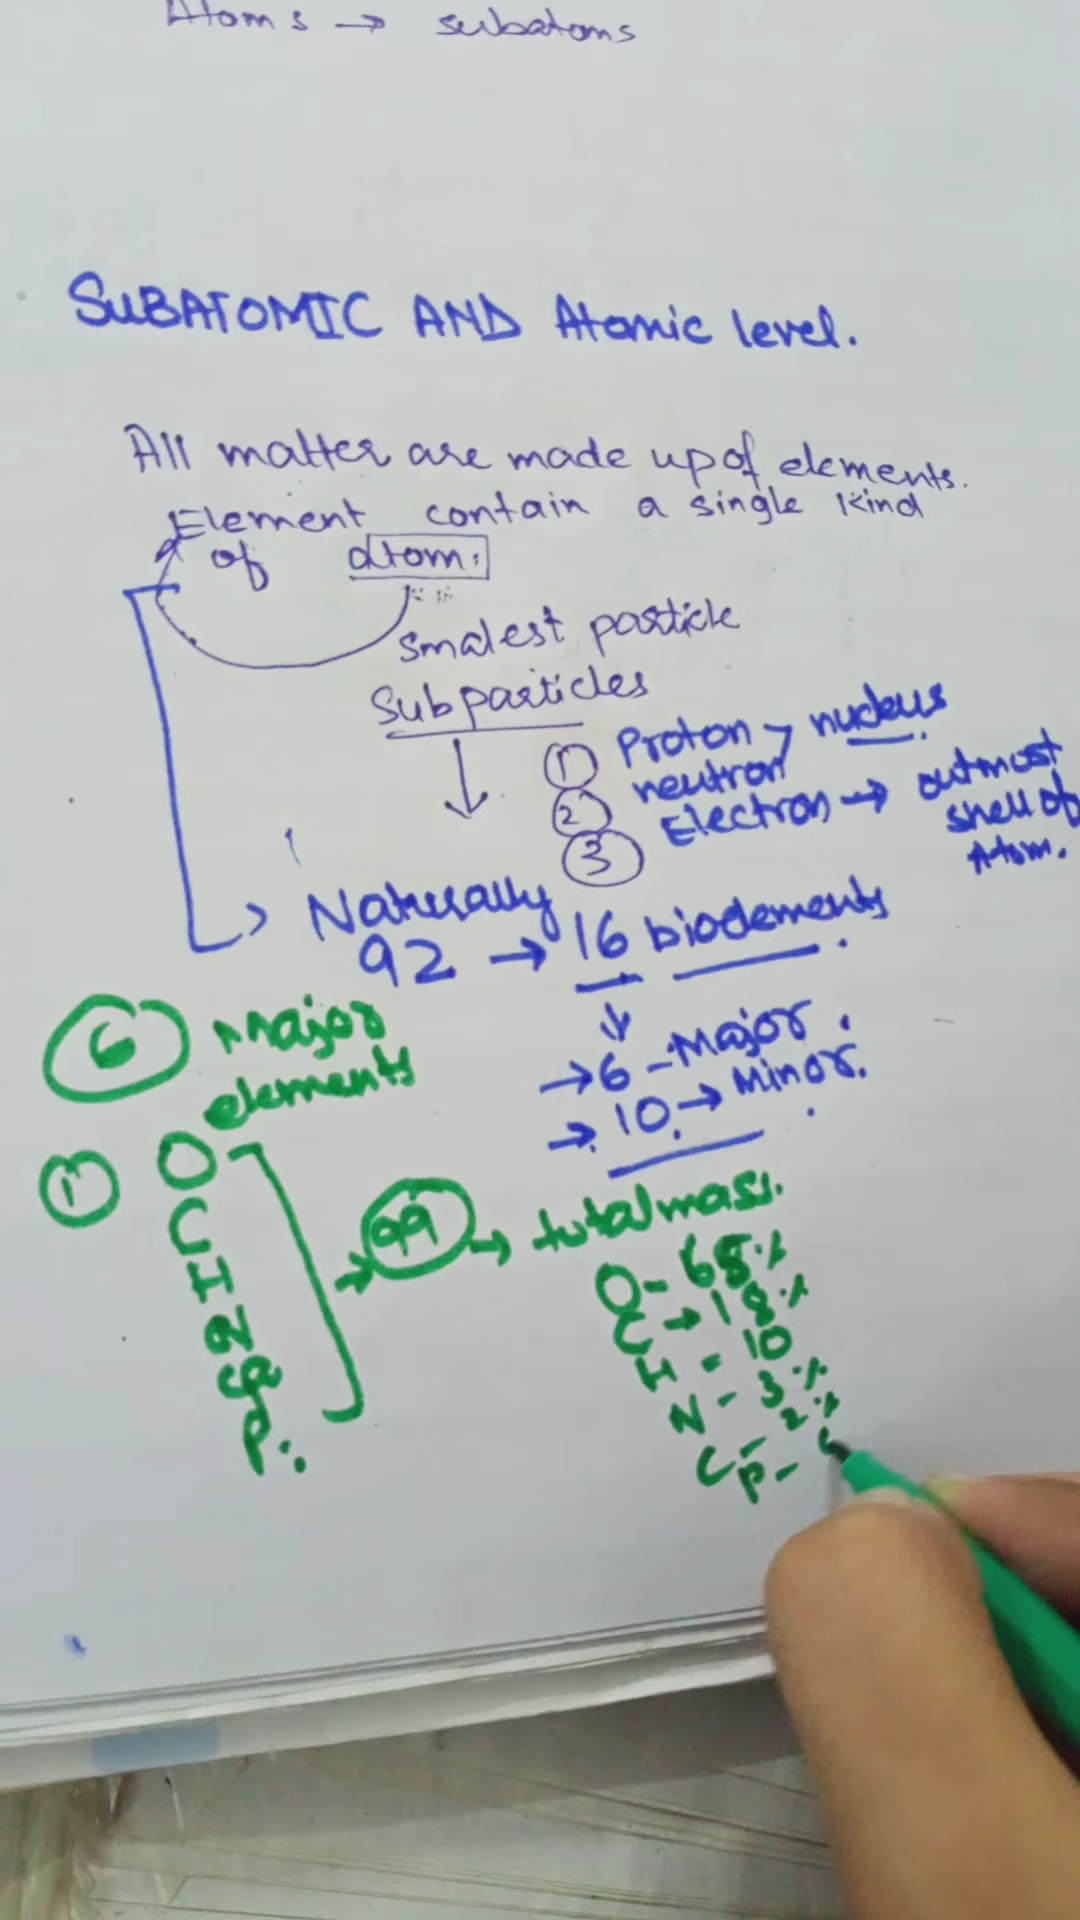 Atoms → subatoms
SUBATOMIC AND Atomic level.
All matter are made up of elements.
Element contain a single kind
of atom.
Smalest particle
Subparticles
① Proton → nucleus
② neutron
③ Electron → outmost
shell of
Atom.
Naturally
92 → 16 bioelements.
→ 6 - Major.
→ 10. → Minor.
6 Major
elements
① O
C
H
N
P.
→ 99 → total mass.
O - 65%
C → 18%
H - 10
N - 3%
C - 2%
P -